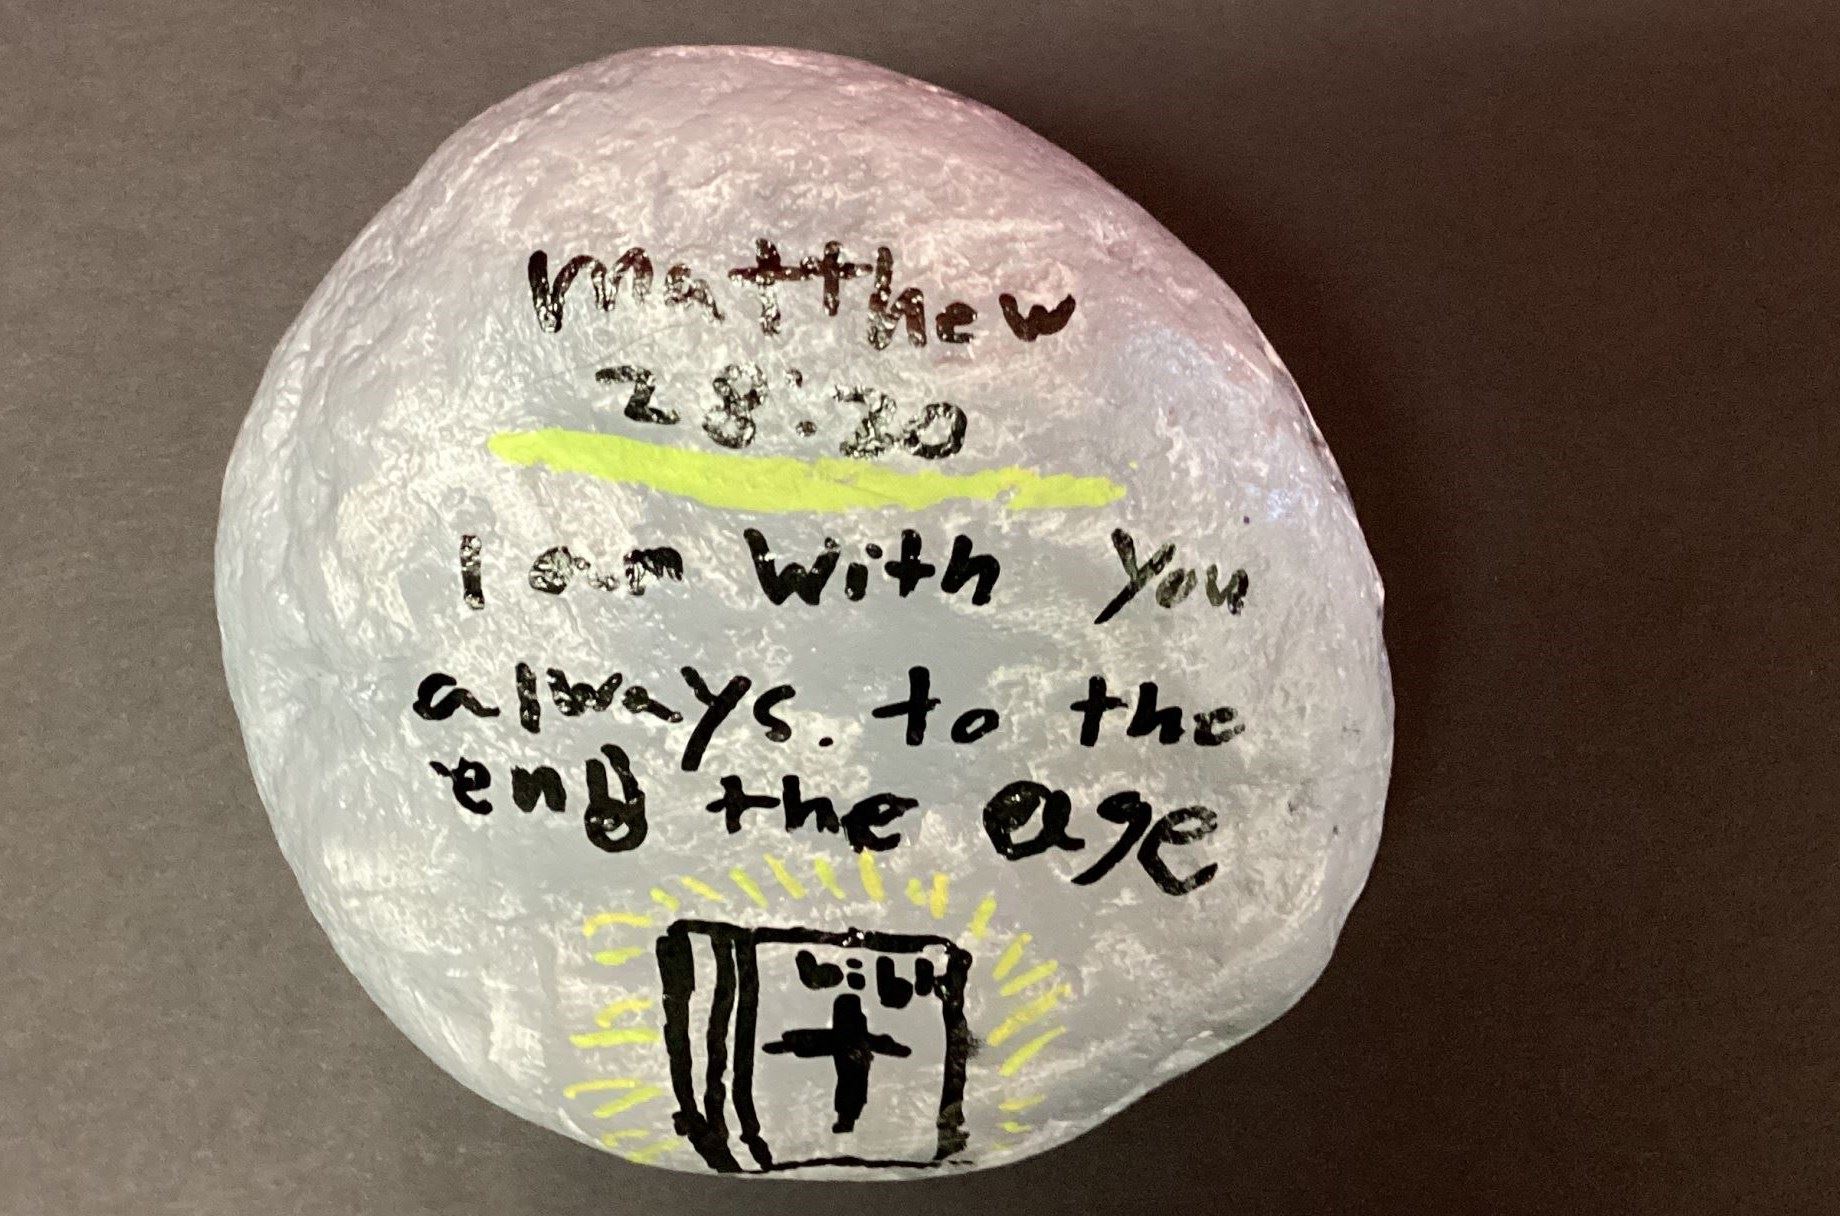 Matthew
28:20
I am with you
always. to the
end the age
bible